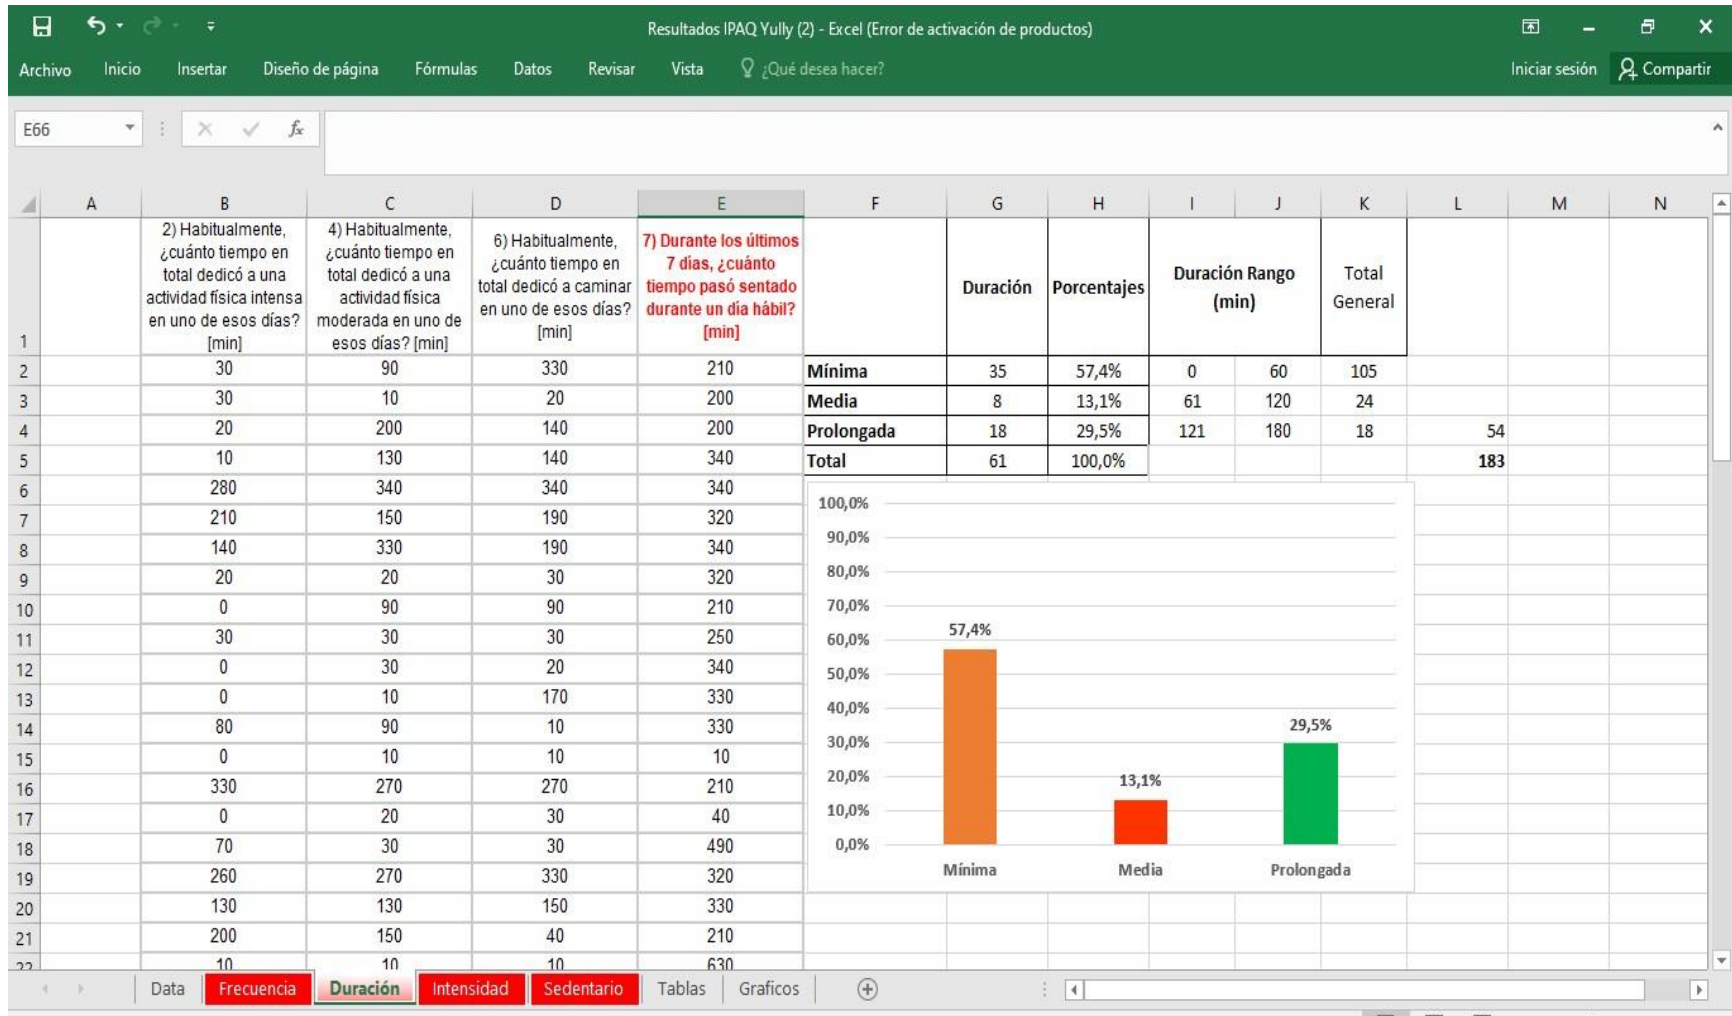 Resultados IPAQ Yully (2) - Excel (Error de activación de productos)
Archivo Inicio Insertar Diseño de página Fórmulas Datos Revisar Vista ¿Qué desea hacer? Iniciar sesión Compartir
E66 fx
A B C D E F G H I J K L M N
1
2) Habitualmente,
¿cuánto tiempo en
total dedicó a una
actividad física intensa
en uno de esos días?
[min]
4) Habitualmente,
¿cuánto tiempo en
total dedicó a una
actividad física
moderada en uno de
esos días? [min]
6) Habitualmente,
¿cuánto tiempo en
total dedicó a caminar
en uno de esos días?
[min]
7) Durante los últimos
7 días, ¿cuánto
tiempo pasó sentado
durante un día hábil?
[min]
Duración
Porcentajes
Duración Rango
(min)
Total
General
2 30 90 330 210 Mínima 35 57,4% 0 60 105
3 30 10 20 200 Media 8 13,1% 61 120 24
4 20 200 140 200 Prolongada 18 29,5% 121 180 18 54
5 10 130 140 340 Total 61 100,0% 183
6 280 340 340 340
7 210 150 190 320
8 140 330 190 340
9 20 20 30 320
10 0 90 90 210
11 30 30 30 250
12 0 30 20 340
13 0 10 170 330
14 80 90 10 330
15 0 10 10 10
16 330 270 270 210
17 0 20 30 40
18 70 30 30 490
19 260 270 330 320
20 130 130 150 330
21 200 150 40 210
22 10 10 10 630
100,0%
90,0%
80,0%
70,0%
60,0%
50,0%
40,0%
30,0%
20,0%
10,0%
0,0%
57,4%
13,1%
29,5%
Mínima Media Prolongada
Data Frecuencia Duración Intensidad Sedentario Tablas Graficos